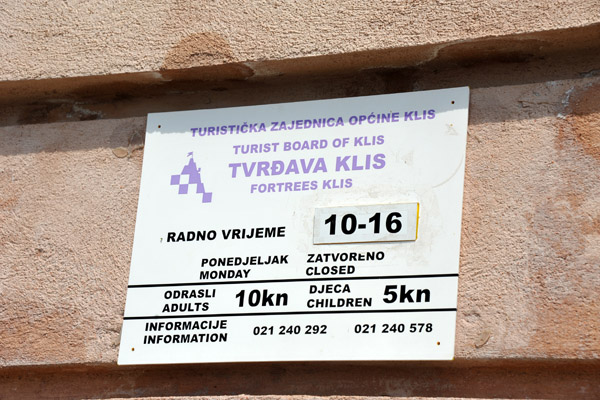 TURISTIČKA ZAJEDNICA OPĆINE KLIS
TURIST BOARD OF KLIS
TVRĐAVA KLIS
FORTREES KLIS
RADNO VRIJEME 10-16
PONEDJELJAK ZATVORENO
MONDAY CLOSED
ODRASLI 10kn DJECA 5kn
ADULTS CHILDREN
INFORMACIJE 021 240 292 021 240 578
INFORMATION